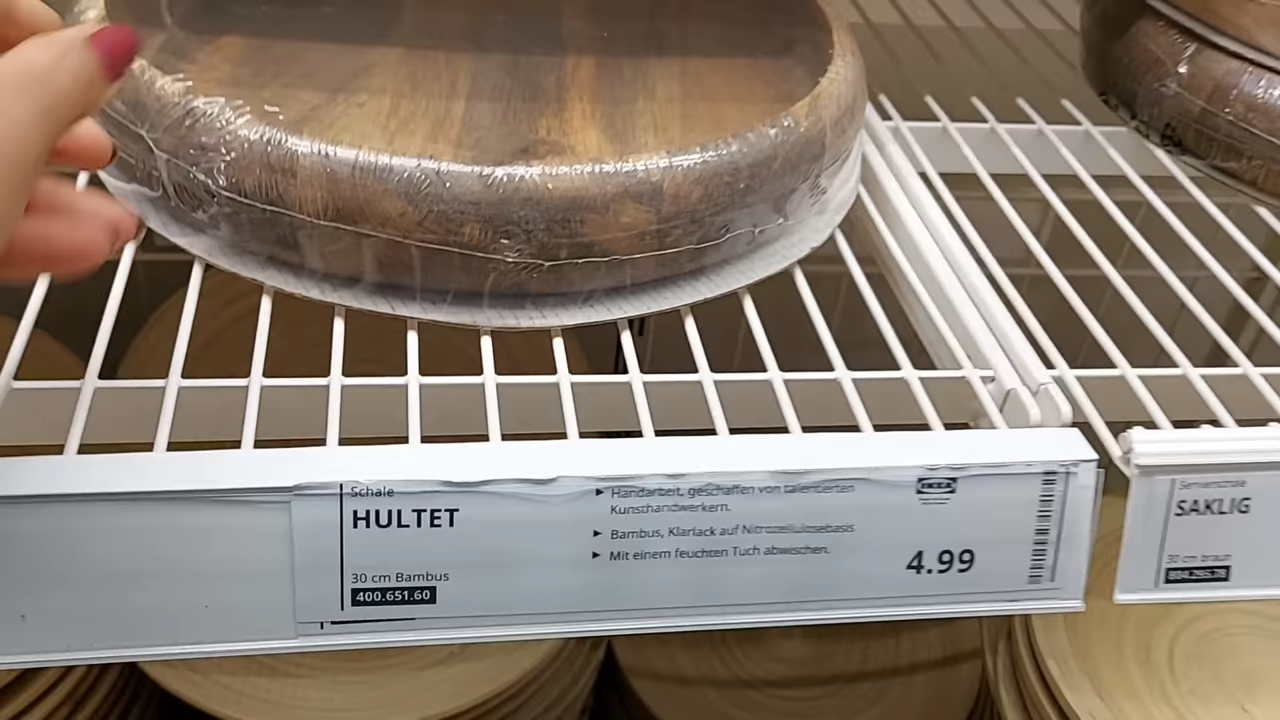 Schale
HULTET
30 cm Bambus
400.651.60
► Handarbeit, geschaffen von talentierten
Kunsthandwerkern.
► Bambus, Klarlack auf Nitrozellulosebasis
► Mit einem feuchten Tuch abwischen.
IKEA
4.99
SAKLIG
30 cm braun